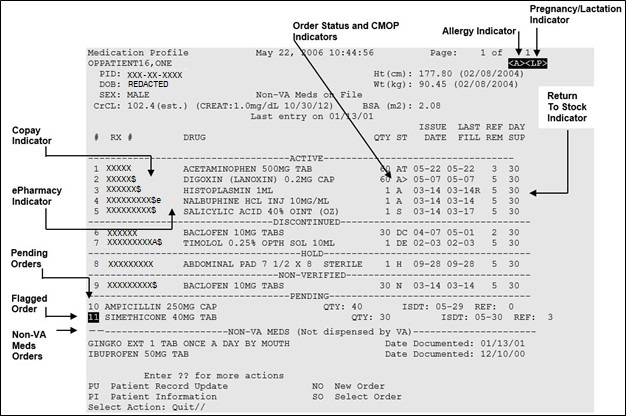 Pregnancy/Lactation
Indicator
Order Status and CMOP
Indicators
Allergy Indicator
Medication Profile May 22, 2006 10:44:56 Page: 1 of 1
OPPATIENT16,ONE <A><LP>
PID: XXX-XX-XXXX Ht(cm): 177.80 (02/08/2004)
DOB: REDACTED Wt(kg): 90.45 (02/08/2004)
SEX: MALE Non-VA Meds on File
CrCL: 102.4(est.) (CREAT:1.0mg/dL 10/30/12) BSA (m2): 2.08
Last entry on 01/13/01
Return
To Stock
Indicator
ISSUE LAST REF DAY
# RX # DRUG QTY ST DATE FILL REM SUP
Copay
Indicator
ACTIVE
1 XXXXX ACETAMINOPHEN 500MG TAB 60 AT 05-22 05-22 3 30
2 XXXXX$ DIGOXIN (LANOXIN) 0.2MG CAP 60 A> 05-07 05-07 5 30
3 XXXXXX$ HISTOPLASMIN 1ML 1 A 03-14 03-14R 5 30
4 XXXXXXXXX$e NALBUPHINE HCL INJ 10MG/ML 1 A 03-14 03-14 5 30
5 XXXXXXXXX$ SALICYLIC ACID 40% OINT (OZ) 1 S 03-14 03-17 5 30
ePharmacy
Indicator
DISCONTINUED
6 XXXXXX BACLOFEN 10MG TABS 30 DC 04-07 05-01 2 30
7 XXXXXXXXXA$ TIMOLOL 0.25% OPTH SOL 10ML 1 DE 02-03 02-03 5 30
HOLD
8 XXXXXXXXX ABDOMINAL PAD 7 1/2 X 8 STERILE 1 H 09-28 09-28 5 30
NON-VERIFIED
9 XXXXXXXXX$ BACLOFEN 10MG TABS 30 N 03-14 03-14 5 30
Pending
Orders
PENDING
10 AMPICILLIN 250MG CAP QTY: 40 ISDT: 05-29 REF: 0
Flagged
Order
11 SIMETHICONE 40MG TAB QTY: 30 ISDT: 05-30 REF: 3
Non-VA
Meds
Orders
NON-VA MEDS (Not dispensed by VA)
GINGKO EXT 1 TAB ONCE A DAY BY MOUTH Date Documented: 01/13/01
IBUPROFEN 50MG TAB Date Documented: 12/10/00
Enter ?? for more actions
PU Patient Record Update NO New Order
PI Patient Information SO Select Order
Select Action: Quit//